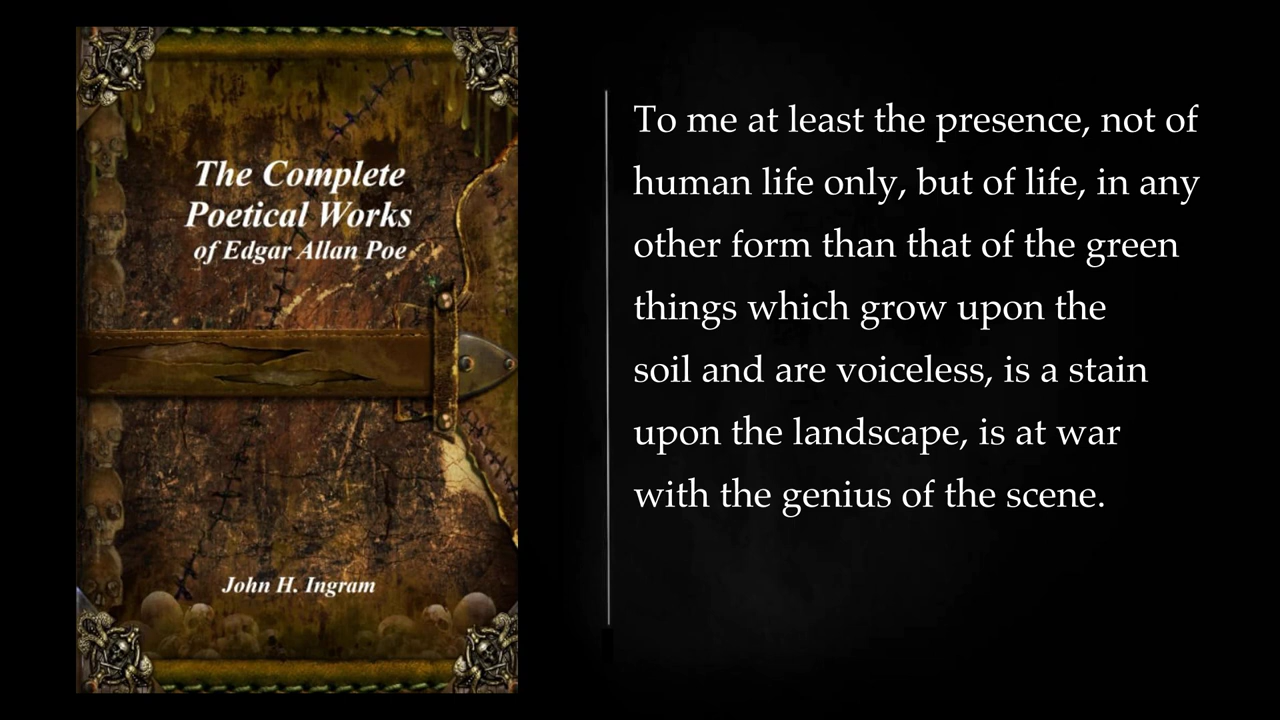 The Complete
Poetical Works
of Edgar Allan Poe
John H. Ingram
To me at least the presence, not of
human life only, but of life, in any
other form than that of the green
things which grow upon the
soil and are voiceless, is a stain
upon the landscape, is at war
with the genius of the scene.